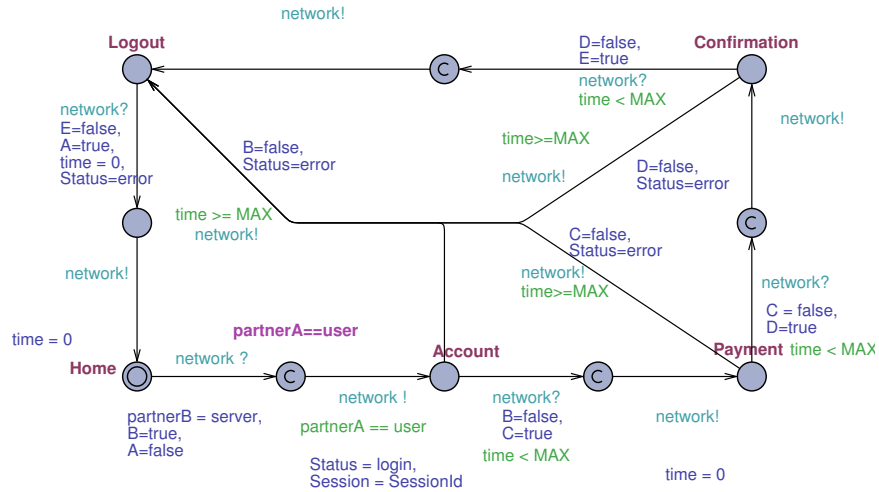 network!
Logout
D=false,
E=true
Confirmation
C
network?
time < MAX
network?
E=false,
A=true,
time = 0,
Status=error
B=false,
Status=error
time>=MAX
network!
network!
D=false,
Status=error
time >= MAX
network!
C=false,
Status=error
C
network!
network!
time>=MAX
network?
C = false,
D=true
time < MAX
time = 0
partnerA==user
Home
network ?
C
Account
C
Payment
network !
network?
network!
partnerB = server,
B=true,
A=false
partnerA == user
B=false,
C=true
time < MAX
Status = login,
Session = SessionId
time = 0